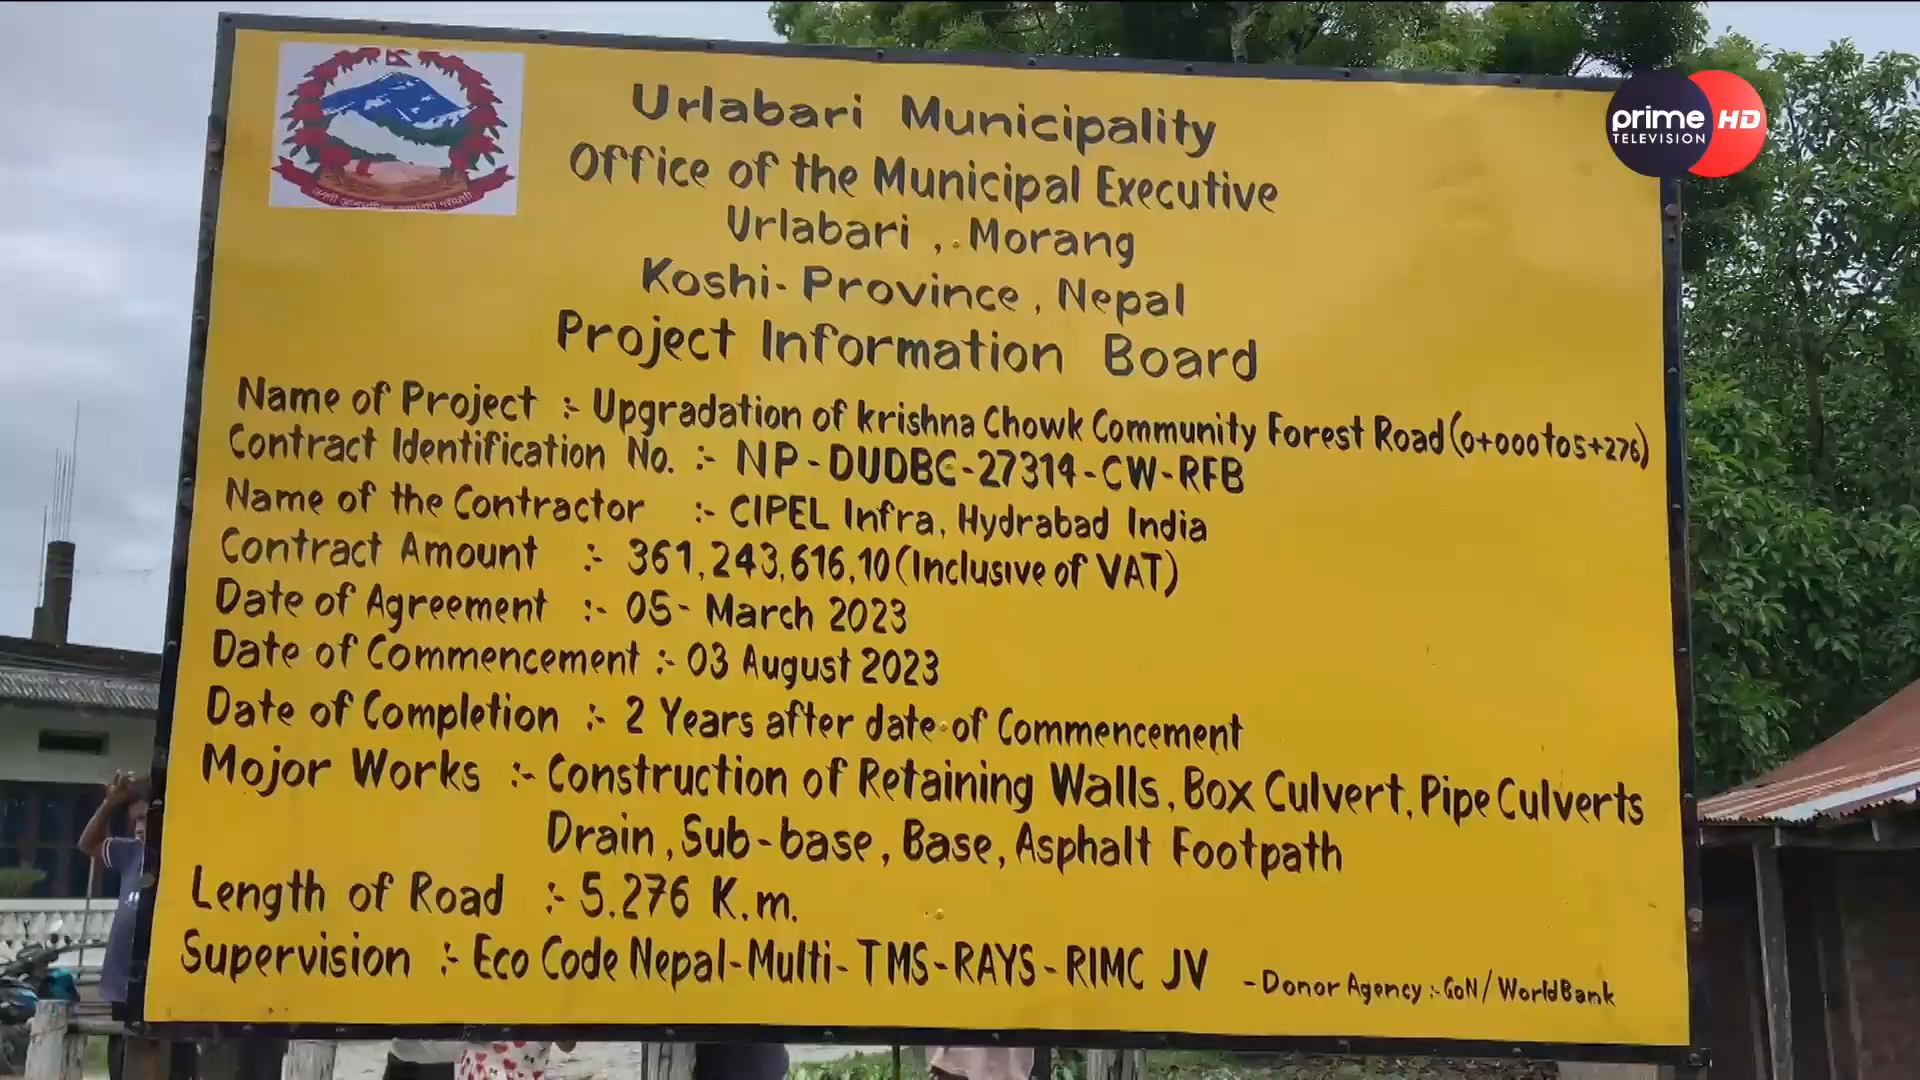 prime HD
TELEVISION
Urlabari Municipality
Office of the Municipal Executive
Urlabari , Morang
Koshi-Province, Nepal
Project Information Board
Name of Project :- Upgradation of krishna Chowk Community Forest Road (0+000to5+276)
Contract Identification No. :- NP-DUDBC-27314-CW-RFB
Name of the Contractor :- CIPEL Infra, Hydrabad India
Contract Amount :- 361,243,616,10(Inclusive of VAT)
Date of Agreement :- 05- March 2023
Date of Commencement :- 03 August 2023
Date of Completion :- 2 Years after date of Commencement
Mojor Works :- Construction of Retaining Walls, Box Culvert, Pipe Culverts
Drain, Sub-base, Base, Asphalt Footpath
Length of Road :- 5.276 K.m.
Supervision :- Eco Code Nepal-Multi-TMS-RAYS-RIMC JV
-Donor Agency :-GoN/WorldBank